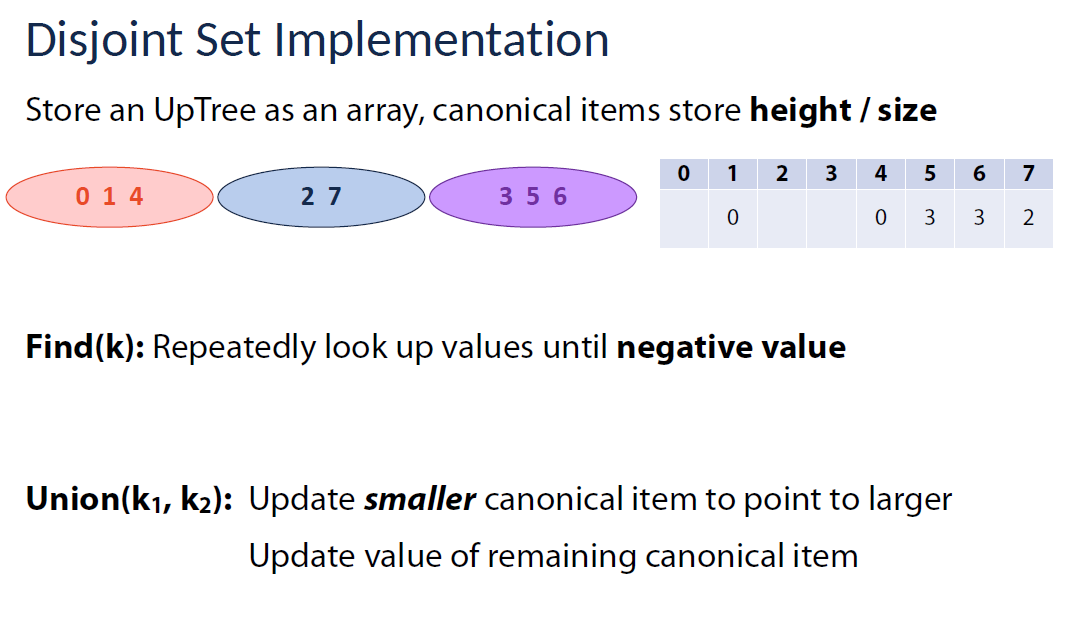 Disjoint Set Implementation
Store an UpTree as an array, canonical items store height / size
0 1 4
2 7
3 5 6
0 1 2 3 4 5 6 7
0 0 3 3 2
Find(k): Repeatedly look up values until negative value
Union(k₁, k₂): Update smaller canonical item to point to larger
Update value of remaining canonical item